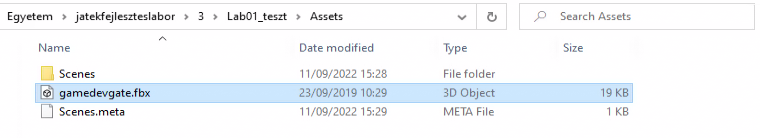 Egyetem > jatekfejleszteslabor > 3 > Lab01_teszt > Assets
Search Assets
Name Date modified Type Size
Scenes 11/09/2022 15:28 File folder
gamedevgate.fbx 23/09/2019 10:29 3D Object 19 KB
Scenes.meta 11/09/2022 15:29 META File 1 KB